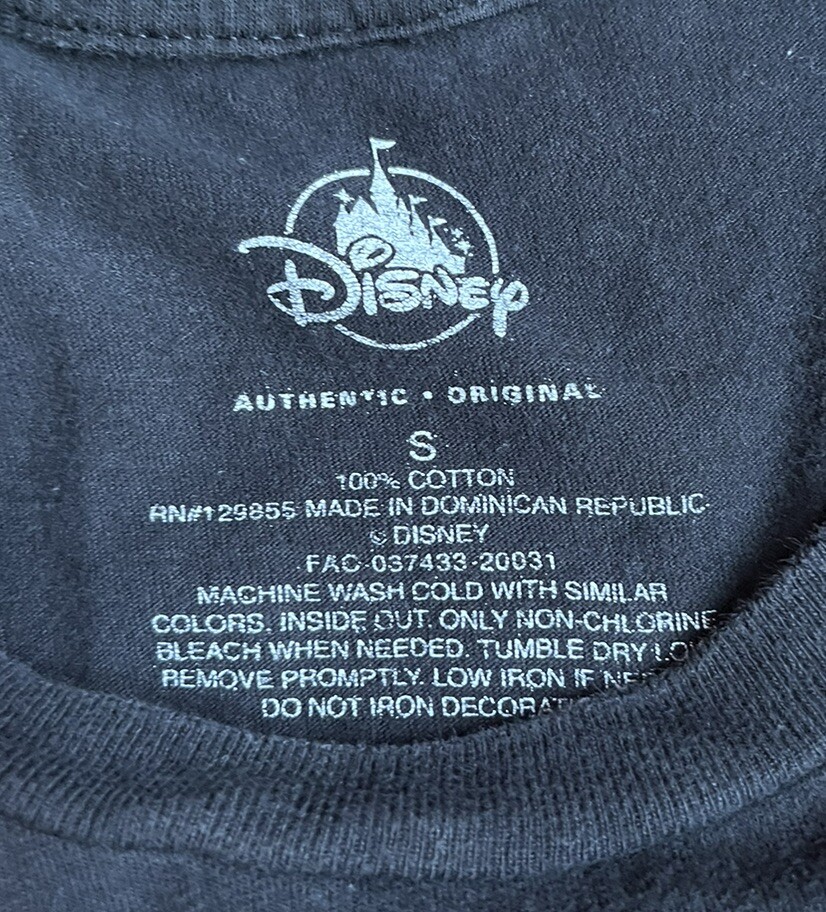 Disney
AUTHENTIC • ORIGINAL
S
100% COTTON
RN#129855 MADE IN DOMINICAN REPUBLIC
© DISNEY
FAC-037433-20031
MACHINE WASH COLD WITH SIMILAR
COLORS. INSIDE OUT. ONLY NON-CHLORINE
BLEACH WHEN NEEDED. TUMBLE DRY
REMOVE PROMPTLY. LOW IRON IF
DO NOT IRON